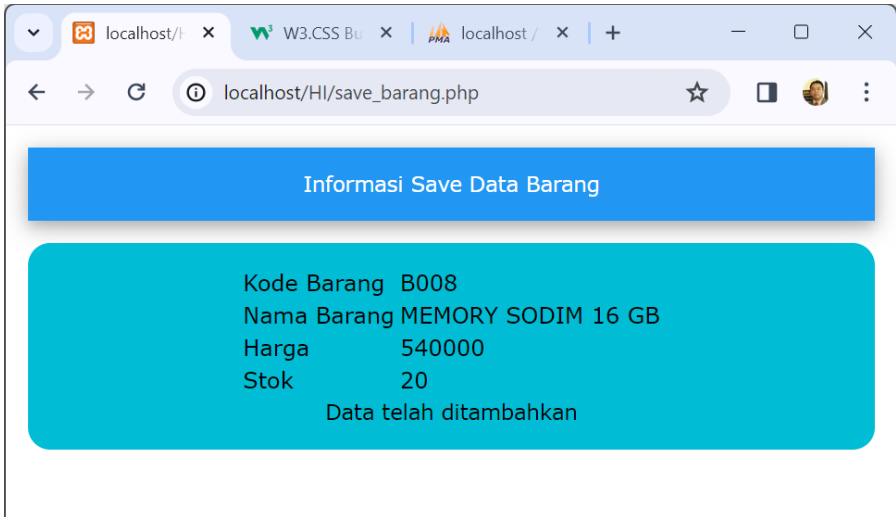 localhost/H
W3.CSS Bu
localhost /
localhost/HI/save_barang.php
Informasi Save Data Barang
Kode Barang B008
Nama Barang MEMORY SODIM 16 GB
Harga 540000
Stok 20
Data telah ditambahkan